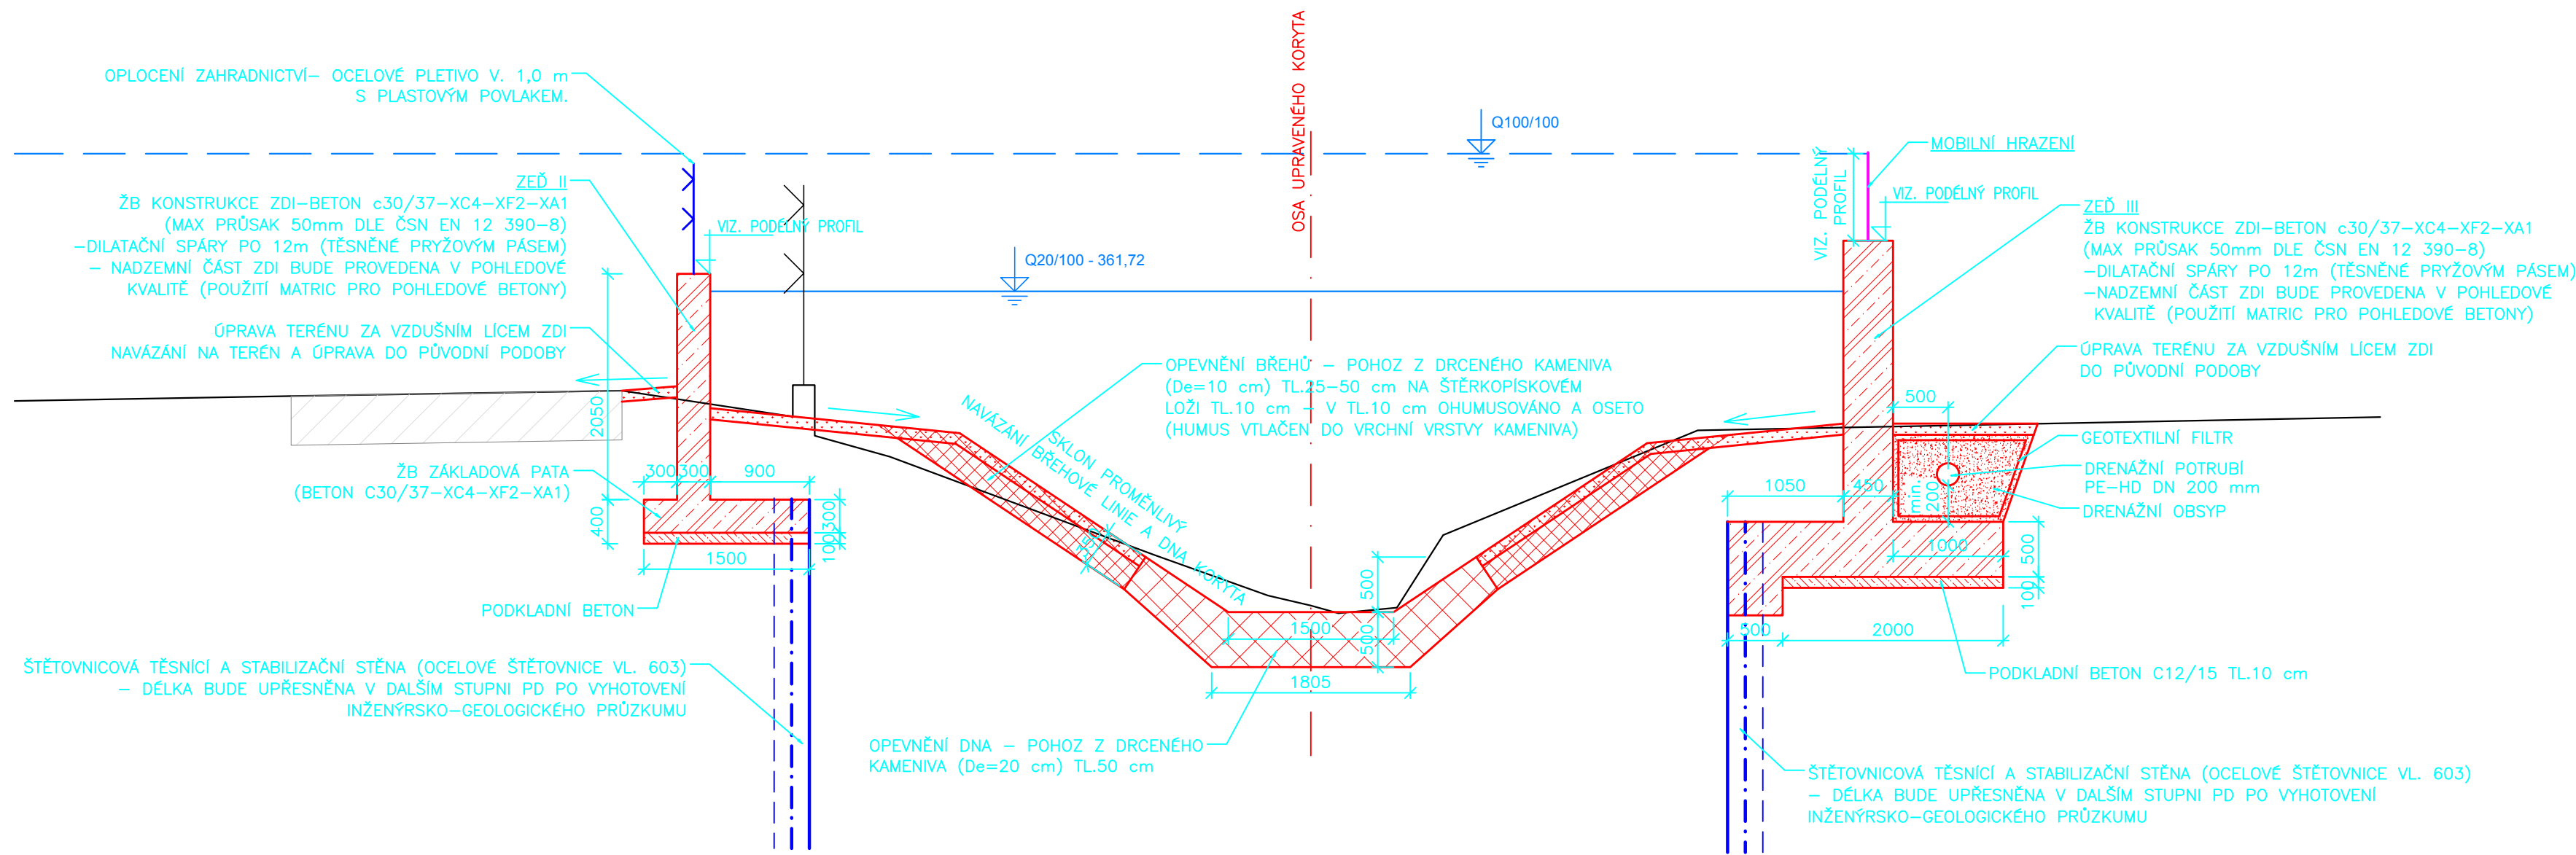 OPLOCENÍ ZAHRADNICTVÍ– OCELOVÉ PLETIVO V. 1,0 m
S PLASTOVÝM POVLAKEM.
ZEĎ II
ŽB KONSTRUKCE ZDI–BETON c30/37–XC4–XF2–XA1
(MAX PRŮSAK 50mm DLE ČSN EN 12 390–8)
–DILATAČNÍ SPÁRY PO 12m (TĚSNĚNÉ PRYŽOVÝM PÁSEM)
– NADZEMNÍ ČÁST ZDI BUDE PROVEDENA V POHLEDOVÉ
KVALITĚ (POUŽITÍ MATRIC PRO POHLEDOVÉ BETONY)
ÚPRAVA TERÉNU ZA VZDUŠNÍM LÍCEM ZDI
NAVÁZÁNÍ NA TERÉN A ÚPRAVA DO PŮVODNÍ PODOBY
ŽB ZÁKLADOVÁ PATA
(BETON C30/37–XC4–XF2–XA1)
PODKLADNÍ BETON
ŠTĚTOVNICOVÁ TĚSNÍCÍ A STABILIZAČNÍ STĚNA (OCELOVÉ ŠTĚTOVNICE VL. 603)
– DÉLKA BUDE UPŘESNĚNA V DALŠÍM STUPNI PD PO VYHOTOVENÍ
INŽENÝRSKO–GEOLOGICKÉHO PRŮZKUMU
VIZ. PODÉLNÝ PROFIL
2050
400
300
300
900
300
100
1500
Q20/100 - 361,72
OSA UPRAVENÉHO KORYTA
Q100/100
OPEVNĚNÍ BŘEHŮ – POHOZ Z DRCENÉHO KAMENIVA
(De=10 cm) TL.25–50 cm NA ŠTĚRKOPÍSKOVÉM
LOŽI TL.10 cm – V TL.10 cm OHUMUSOVÁNO A OSETO
(HUMUS VTLAČEN DO VRCHNÍ VRSTVY KAMENIVA)
SKLON PROMĚNLIVÝ
NAVÁZÁNÍ BŘEHOVÉ LINIE A DNA KORYTA
500
500
1500
1805
OPEVNĚNÍ DNA – POHOZ Z DRCENÉHO
KAMENIVA (De=20 cm) TL.50 cm
VIZ. PODÉLNÝ
PROFIL
MOBILNÍ HRAZENÍ
VIZ. PODÉLNÝ PROFIL
ZEĎ III
ŽB KONSTRUKCE ZDI–BETON c30/37–XC4–XF2–XA1
(MAX PRŮSAK 50mm DLE ČSN EN 12 390–8)
–DILATAČNÍ SPÁRY PO 12m (TĚSNĚNÉ PRYŽOVÝM PÁSEM)
–NADZEMNÍ ČÁST ZDI BUDE PROVEDENA V POHLEDOVÉ
KVALITĚ (POUŽITÍ MATRIC PRO POHLEDOVÉ BETONY)
ÚPRAVA TERÉNU ZA VZDUŠNÍM LÍCEM ZDI
DO PŮVODNÍ PODOBY
500
GEOTEXTILNÍ FILTR
DRENÁŽNÍ POTRUBÍ
PE–HD DN 200 mm
DRENÁŽNÍ OBSYP
1050
450
min.
200
1000
500
100
500
2000
PODKLADNÍ BETON C12/15 TL.10 cm
ŠTĚTOVNICOVÁ TĚSNÍCÍ A STABILIZAČNÍ STĚNA (OCELOVÉ ŠTĚTOVNICE VL. 603)
– DÉLKA BUDE UPŘESNĚNA V DALŠÍM STUPNI PD PO VYHOTOVENÍ
INŽENÝRSKO–GEOLOGICKÉHO PRŮZKUMU